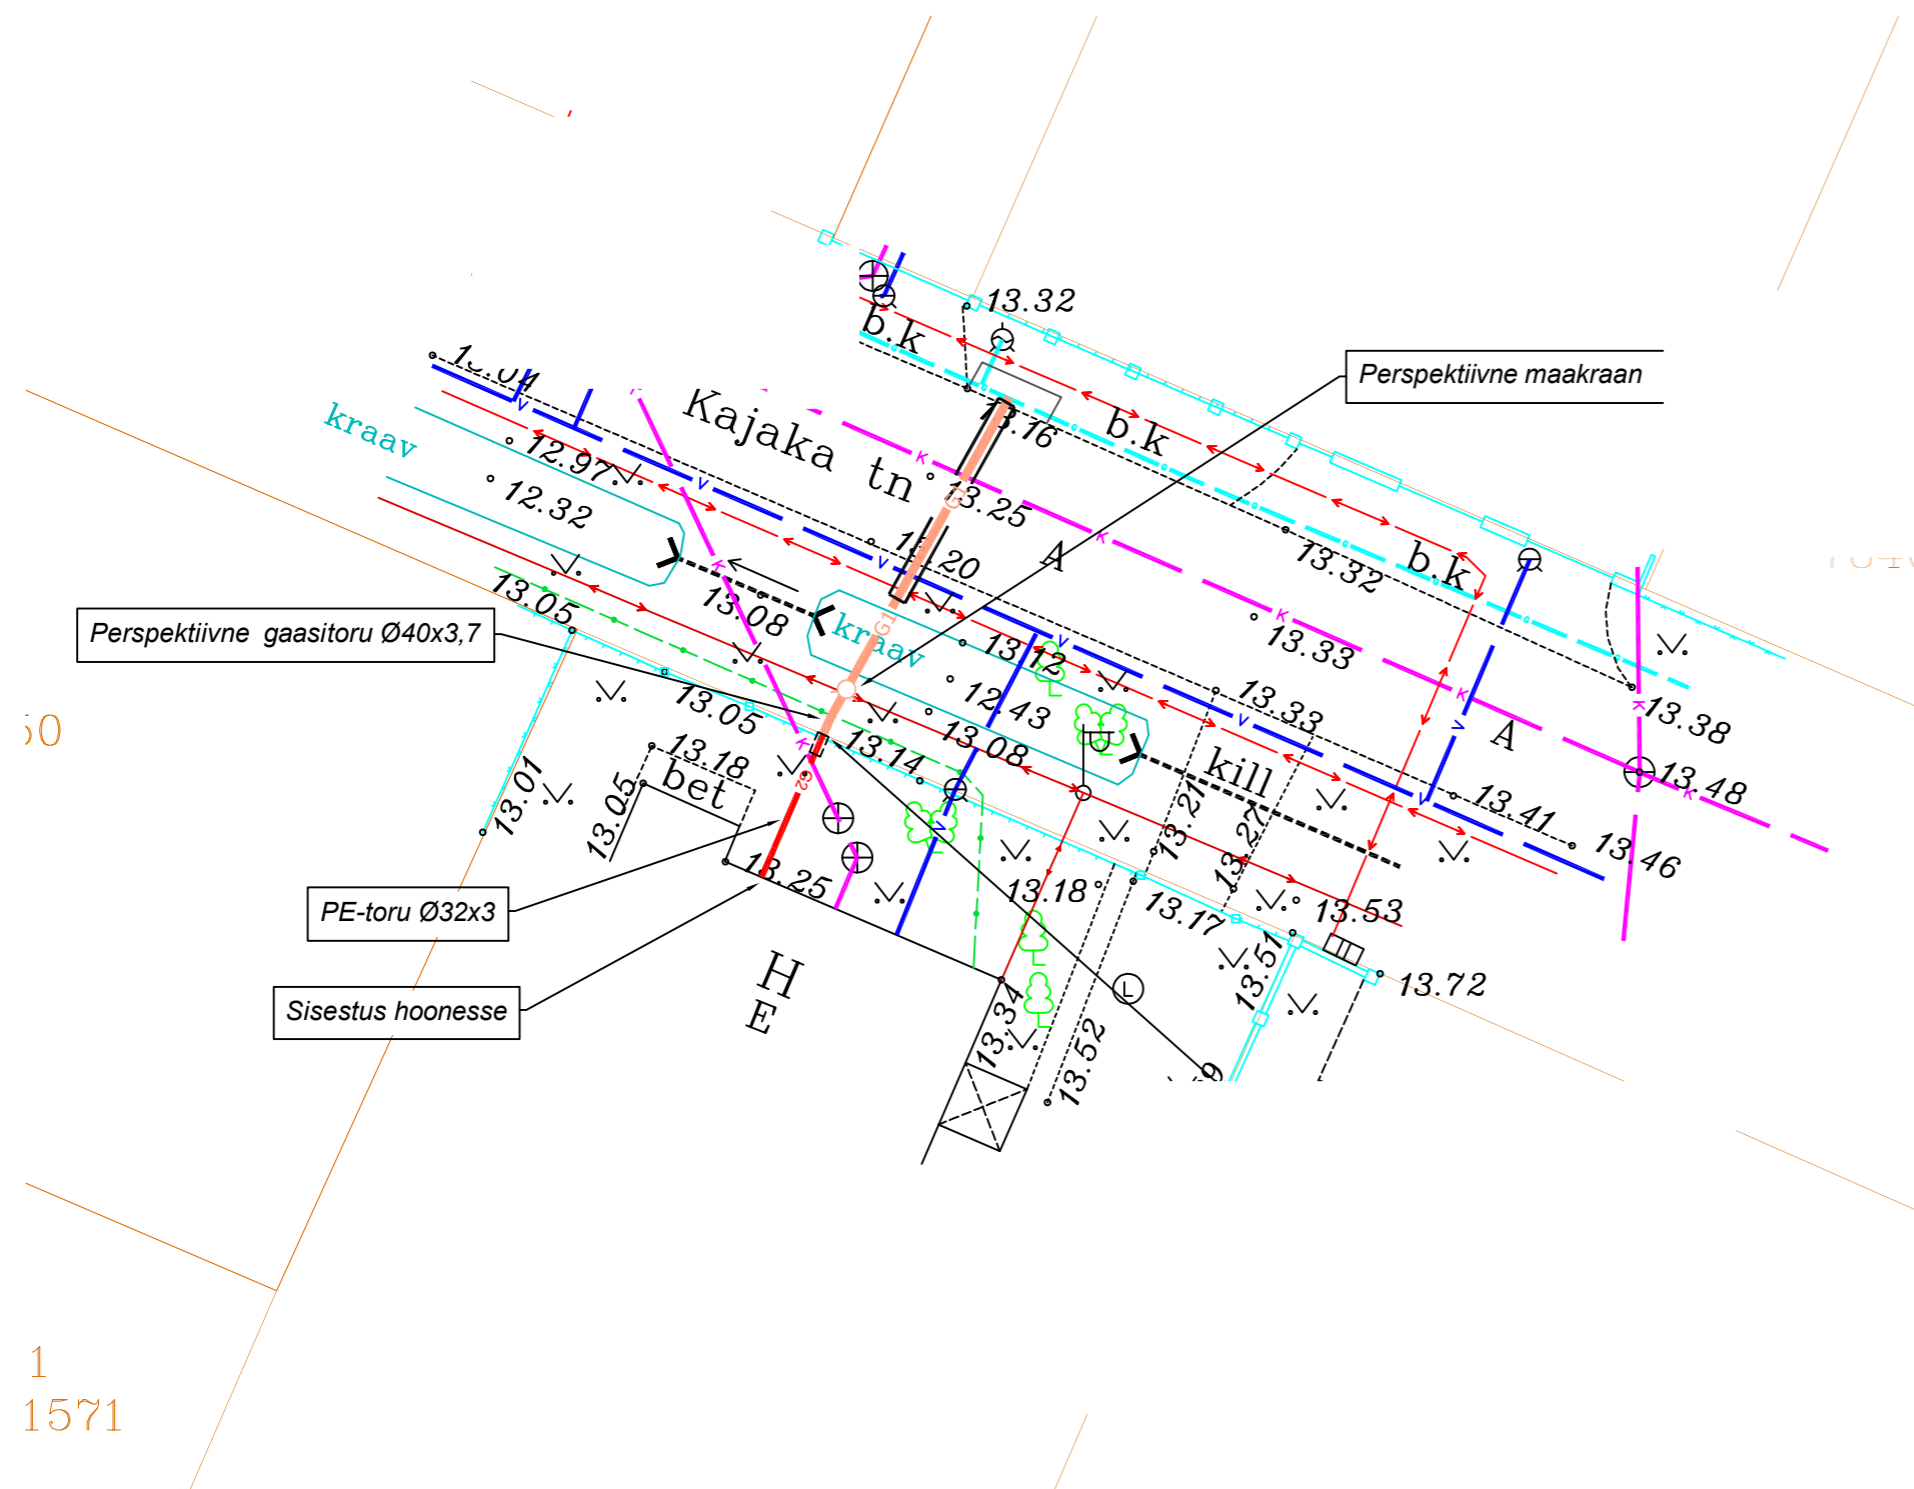 13.32
b.k
Perspektiivne maakraan
kraav
Kajaka tn
13.16
b.k
12.97
12.32
13.25
A
13.32
b.k
13.05
13.08
kraav
G1
13.12
13.33
Perspektiivne gaasitoru Ø40x3,7
13.05
12.43
13.33
13.38
A
13.14
13.08
kill
13.18
bet
13.48
13.01
13.05
G2
13.21
13.27
13.41
13.46
13.25
13.18
13.17
13.53
PE-toru Ø32x3
13.51
13.72
H
E
L
Sisestus hoonesse
13.34
13.52
1
1571